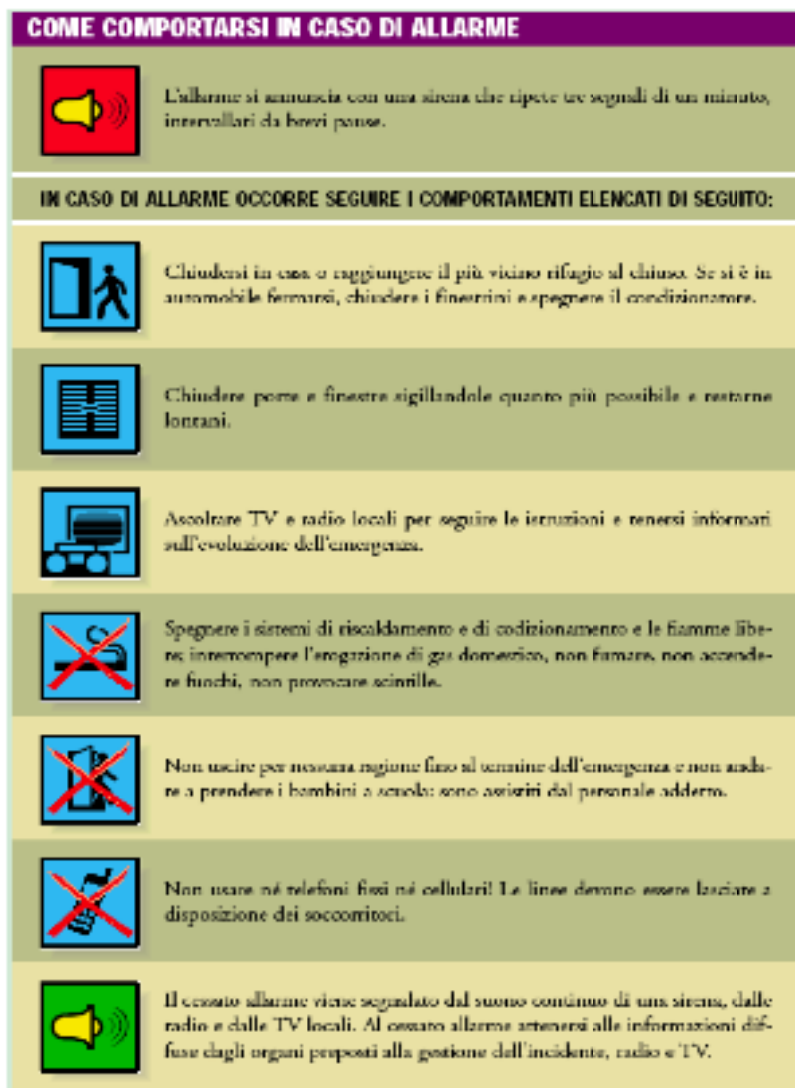 COME COMPORTARSI IN CASO DI ALLARME
L'allarme si annuncia con una sirena che ripete tre segnali di un minuto,
intervallati da brevi pause.
IN CASO DI ALLARME OCCORRE SEGUIRE I COMPORTAMENTI ELENCATI DI SEGUITO:
Chiudersi in casa o raggiungere il più vicino rifugio al chiuso. Se si è in
automobile fermarsi, chiudere i finestrini e spegnere il condizionatore.
Chiudere porte e finestre sigillandole quanto più possibile e restarne
lontani.
Ascoltare TV e radio locali per seguire le istruzioni e tenersi informati
sull'evoluzione dell'emergenza.
Spegnere i sistemi di riscaldamento e di codizionamento e le fiamme libe-
re; interrompere l'erogazione di gas domestico, non fumare, non accende-
re fuochi, non provocare scintille.
Non uscire per nessuna ragione fino al termine dell'emergenza e non anda-
re a prendere i bambini a scuola: sono assistiti dal personale addetto.
Non usare né telefoni fissi né cellulari! Le linee devono essere lasciate a
disposizione dei soccorritori.
Il cessato allarme viene segnalato dal suono continuo di una sirena, dalle
radio e dalle TV locali. Al cessato allarme attenersi alle informazioni dif-
fuse dagli organi preposti alla gestione dell'incidente, radio e TV.